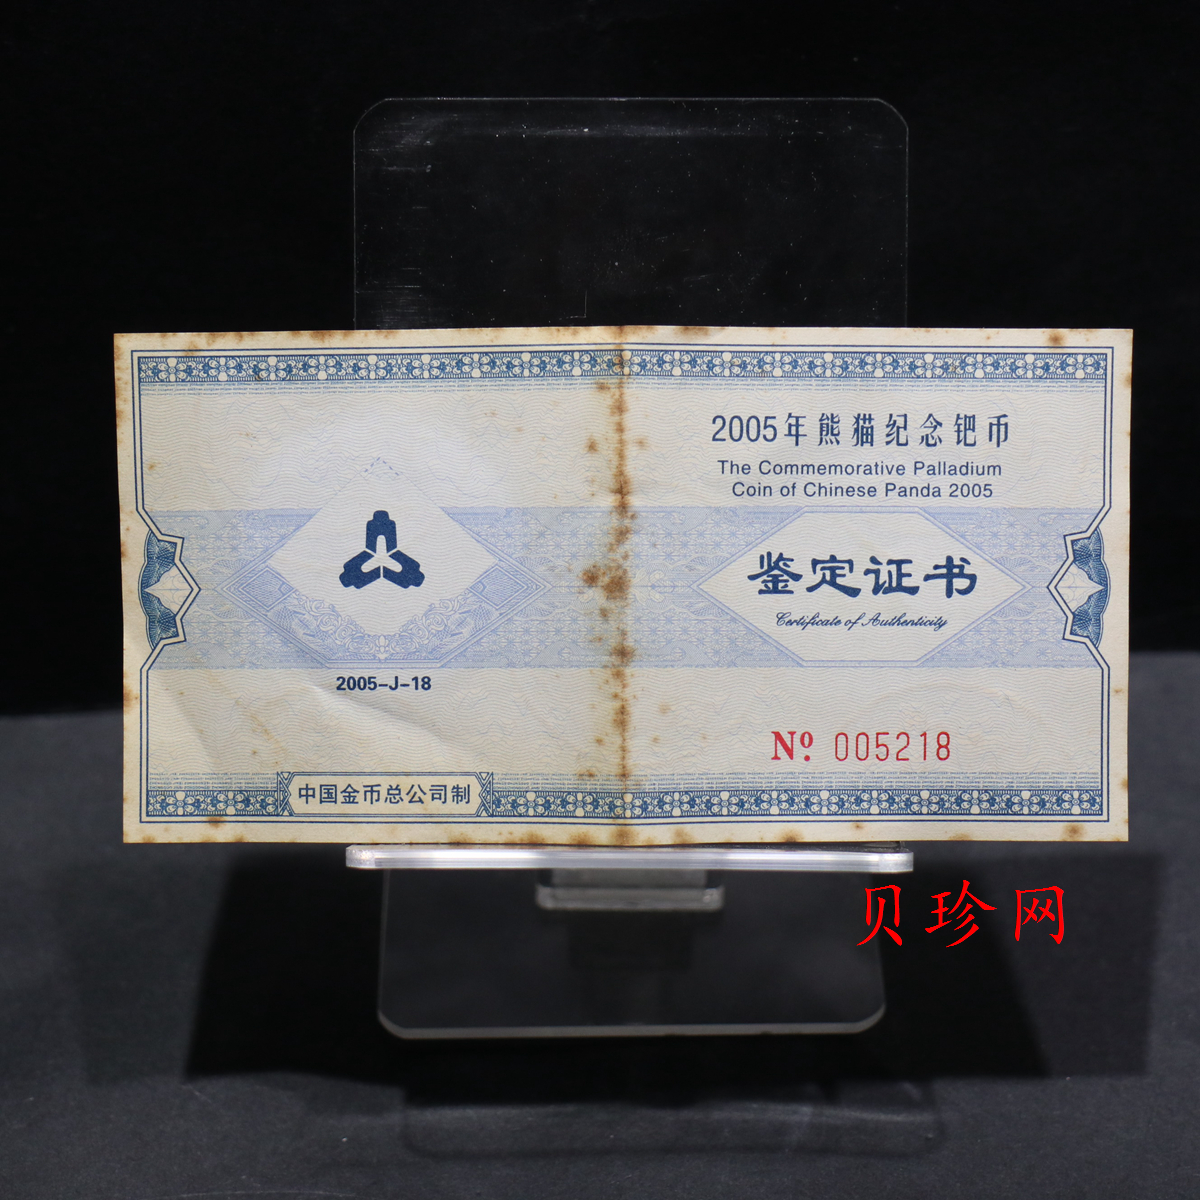 2005-J-18
中国金币总公司制
2005年熊猫纪念钯币
The Commemorative Palladium
Coin of Chinese Panda 2005
鉴定证书
Certificate of Authenticity
Nº. 005218
贝珍网